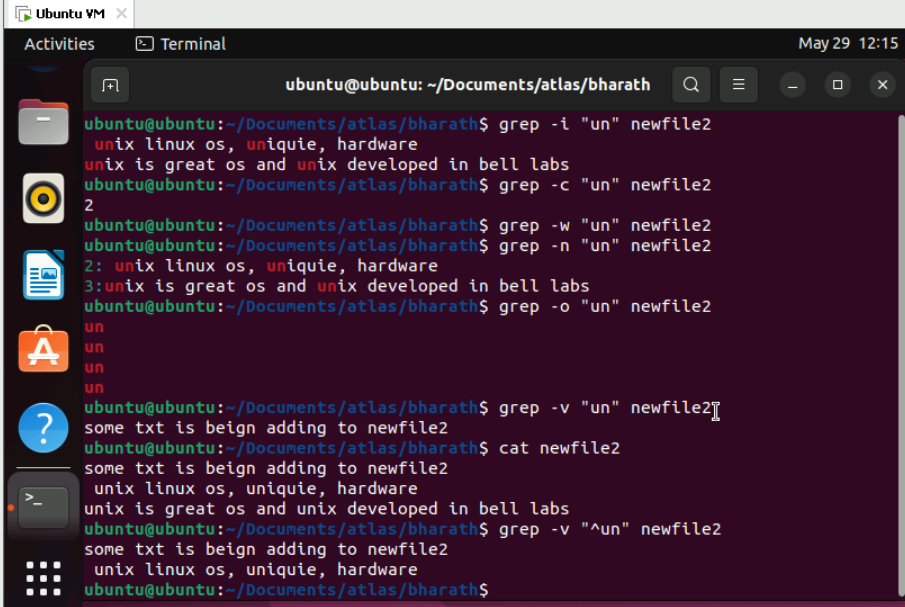 Ubuntu VM
Activities
Terminal
May 29 12:15
ubuntu@ubuntu: ~/Documents/atlas/bharath
ubuntu@ubuntu:~/Documents/atlas/bharath$ grep -i "un" newfile2
 unix linux os, uniquie, hardware
unix is great os and unix developed in bell labs
ubuntu@ubuntu:~/Documents/atlas/bharath$ grep -c "un" newfile2
2
ubuntu@ubuntu:~/Documents/atlas/bharath$ grep -w "un" newfile2
ubuntu@ubuntu:~/Documents/atlas/bharath$ grep -n "un" newfile2
2: unix linux os, uniquie, hardware
3:unix is great os and unix developed in bell labs
ubuntu@ubuntu:~/Documents/atlas/bharath$ grep -o "un" newfile2
un
un
un
un
ubuntu@ubuntu:~/Documents/atlas/bharath$ grep -v "un" newfile2
some txt is beign adding to newfile2
ubuntu@ubuntu:~/Documents/atlas/bharath$ cat newfile2
some txt is beign adding to newfile2
 unix linux os, uniquie, hardware
unix is great os and unix developed in bell labs
ubuntu@ubuntu:~/Documents/atlas/bharath$ grep -v "^un" newfile2
some txt is beign adding to newfile2
 unix linux os, uniquie, hardware
ubuntu@ubuntu:~/Documents/atlas/bharath$